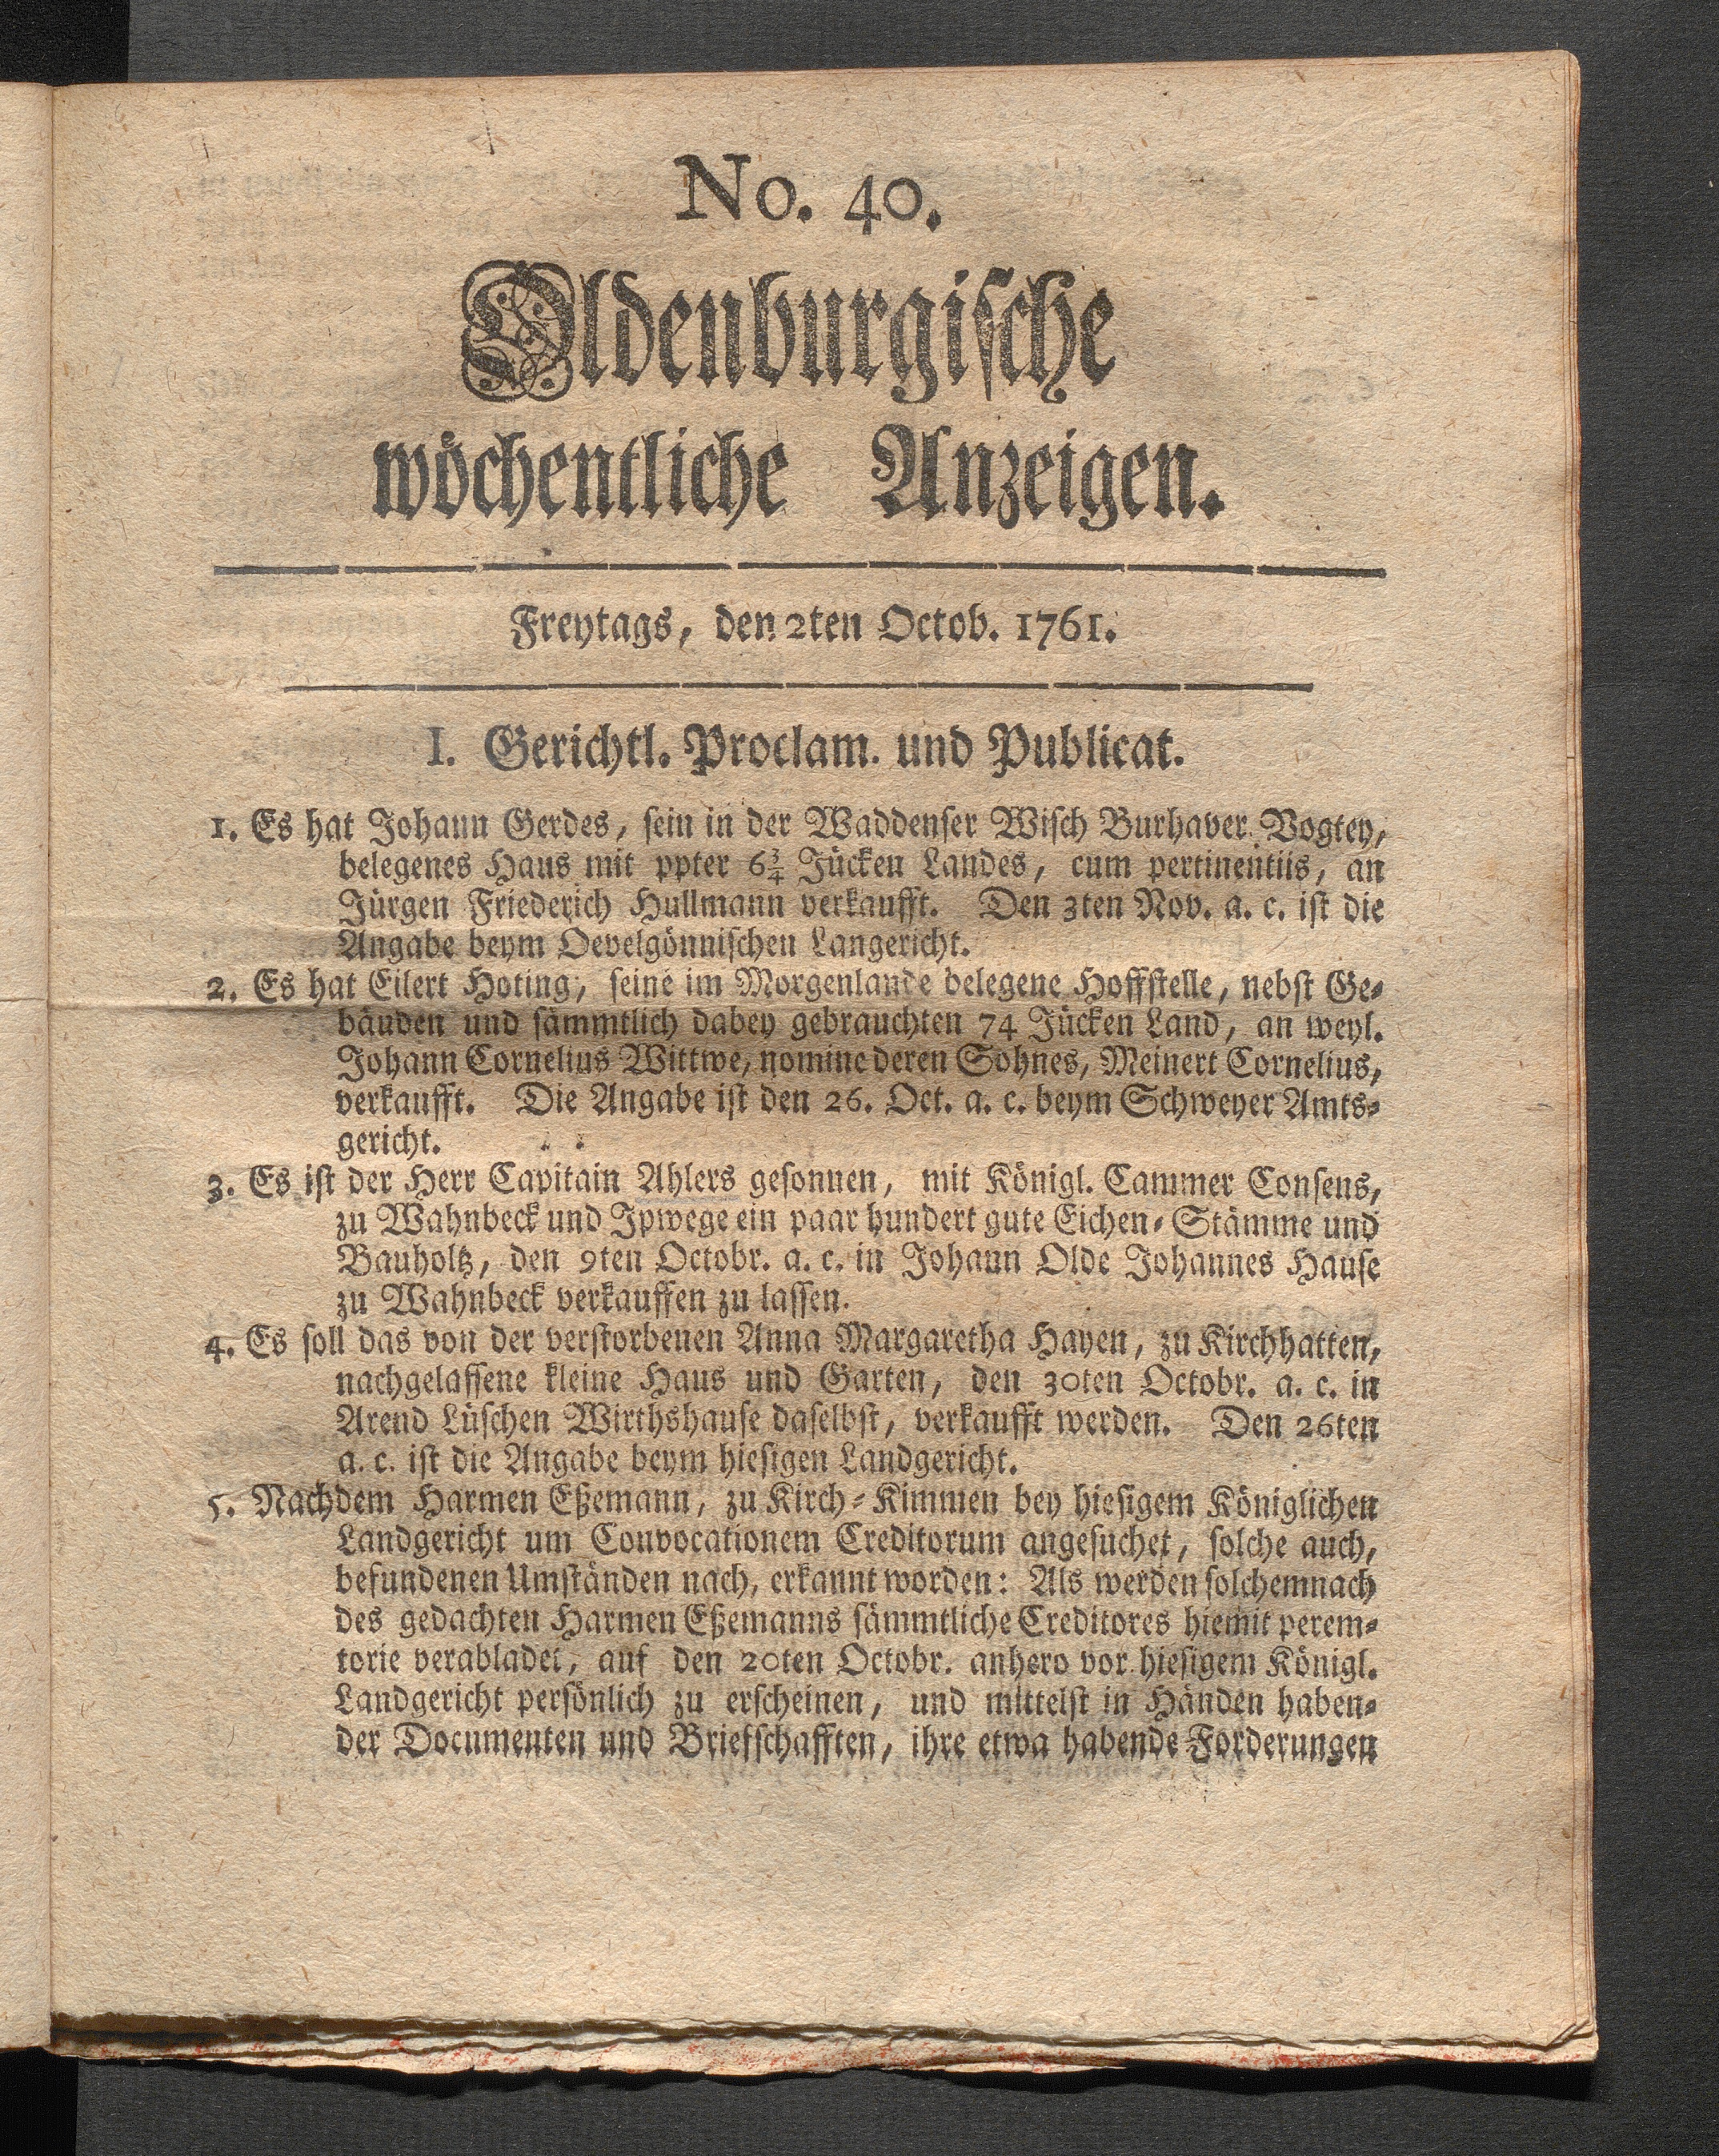 No. 40.
Oldenburgische
wöchentliche Anzeigen.
Freytags, den 2ten Octob. 1761.
I. Gerichtl. Proclam. und Publicat.
1. Es hat Johann Gerdes, sein in der Waddenser Wisch Burhaver Vogtey,
belegenes Haus mit ppter 6¾ Jücken Landes, cum pertinentiis, an
Jürgen Friederich Hullmann verkaufft. Den 3ten Nov. a. c. ist die
Angabe beym Oevelgönnischen Langericht.
2. Es hat Eilert Hoting, seine im Morgenlande belegene Hoffstelle, nebst Ge-
bäuden und sämmtlich dabey gebrauchten 74 Jücken Land, an weyl.
Johann Cornelius Wittwe, nomine deren Sohnes, Meinert Cornelius,
verkaufft. Die Angabe ist den 26. Oct. a. c. beym Schweyer Amts-
gericht.
3. Es ist der Herr Capitain Ahlers gesonnen, mit Königl. Cammer Consens,
zu Wahnbeck und Ipwege ein paar hundert gute Eichen-Stämme und
Bauholtz, den 9ten Octobr. a. c. in Johann Olde Johannes Hause
zu Wahnbeck verkauffen zu lassen.
4. Es soll das von der verstorbenen Anna Margaretha Hayen, zu Kirchhatten,
nachgelassene kleine Haus und Garten, den 30ten Octobr. a. c. in
Arend Lüschen Wirthshause daselbst, verkaufft werden. Den 26ten
a. c. ist die Angabe beym hiesigen Landgericht.
5. Nachdem Harmen Eßemann, zu Kirch-Kimmen bey hiesigem Königlichen
Landgericht um Convocationem Creditorum angesuchet, solche auch,
befundenen Umständen nach, erkannt worden: Als werden solchemnach
des gedachten Harmen Eßemanns sämmtliche Creditores hiemit perem-
torie verabladet, auf den 20ten Octobr. anhero vor hiesigem Königl.
Landgericht persönlich zu erscheinen, und mittelst in Händen haben-
der Documenten und Briefschafften, ihre etwa habende Forderungen